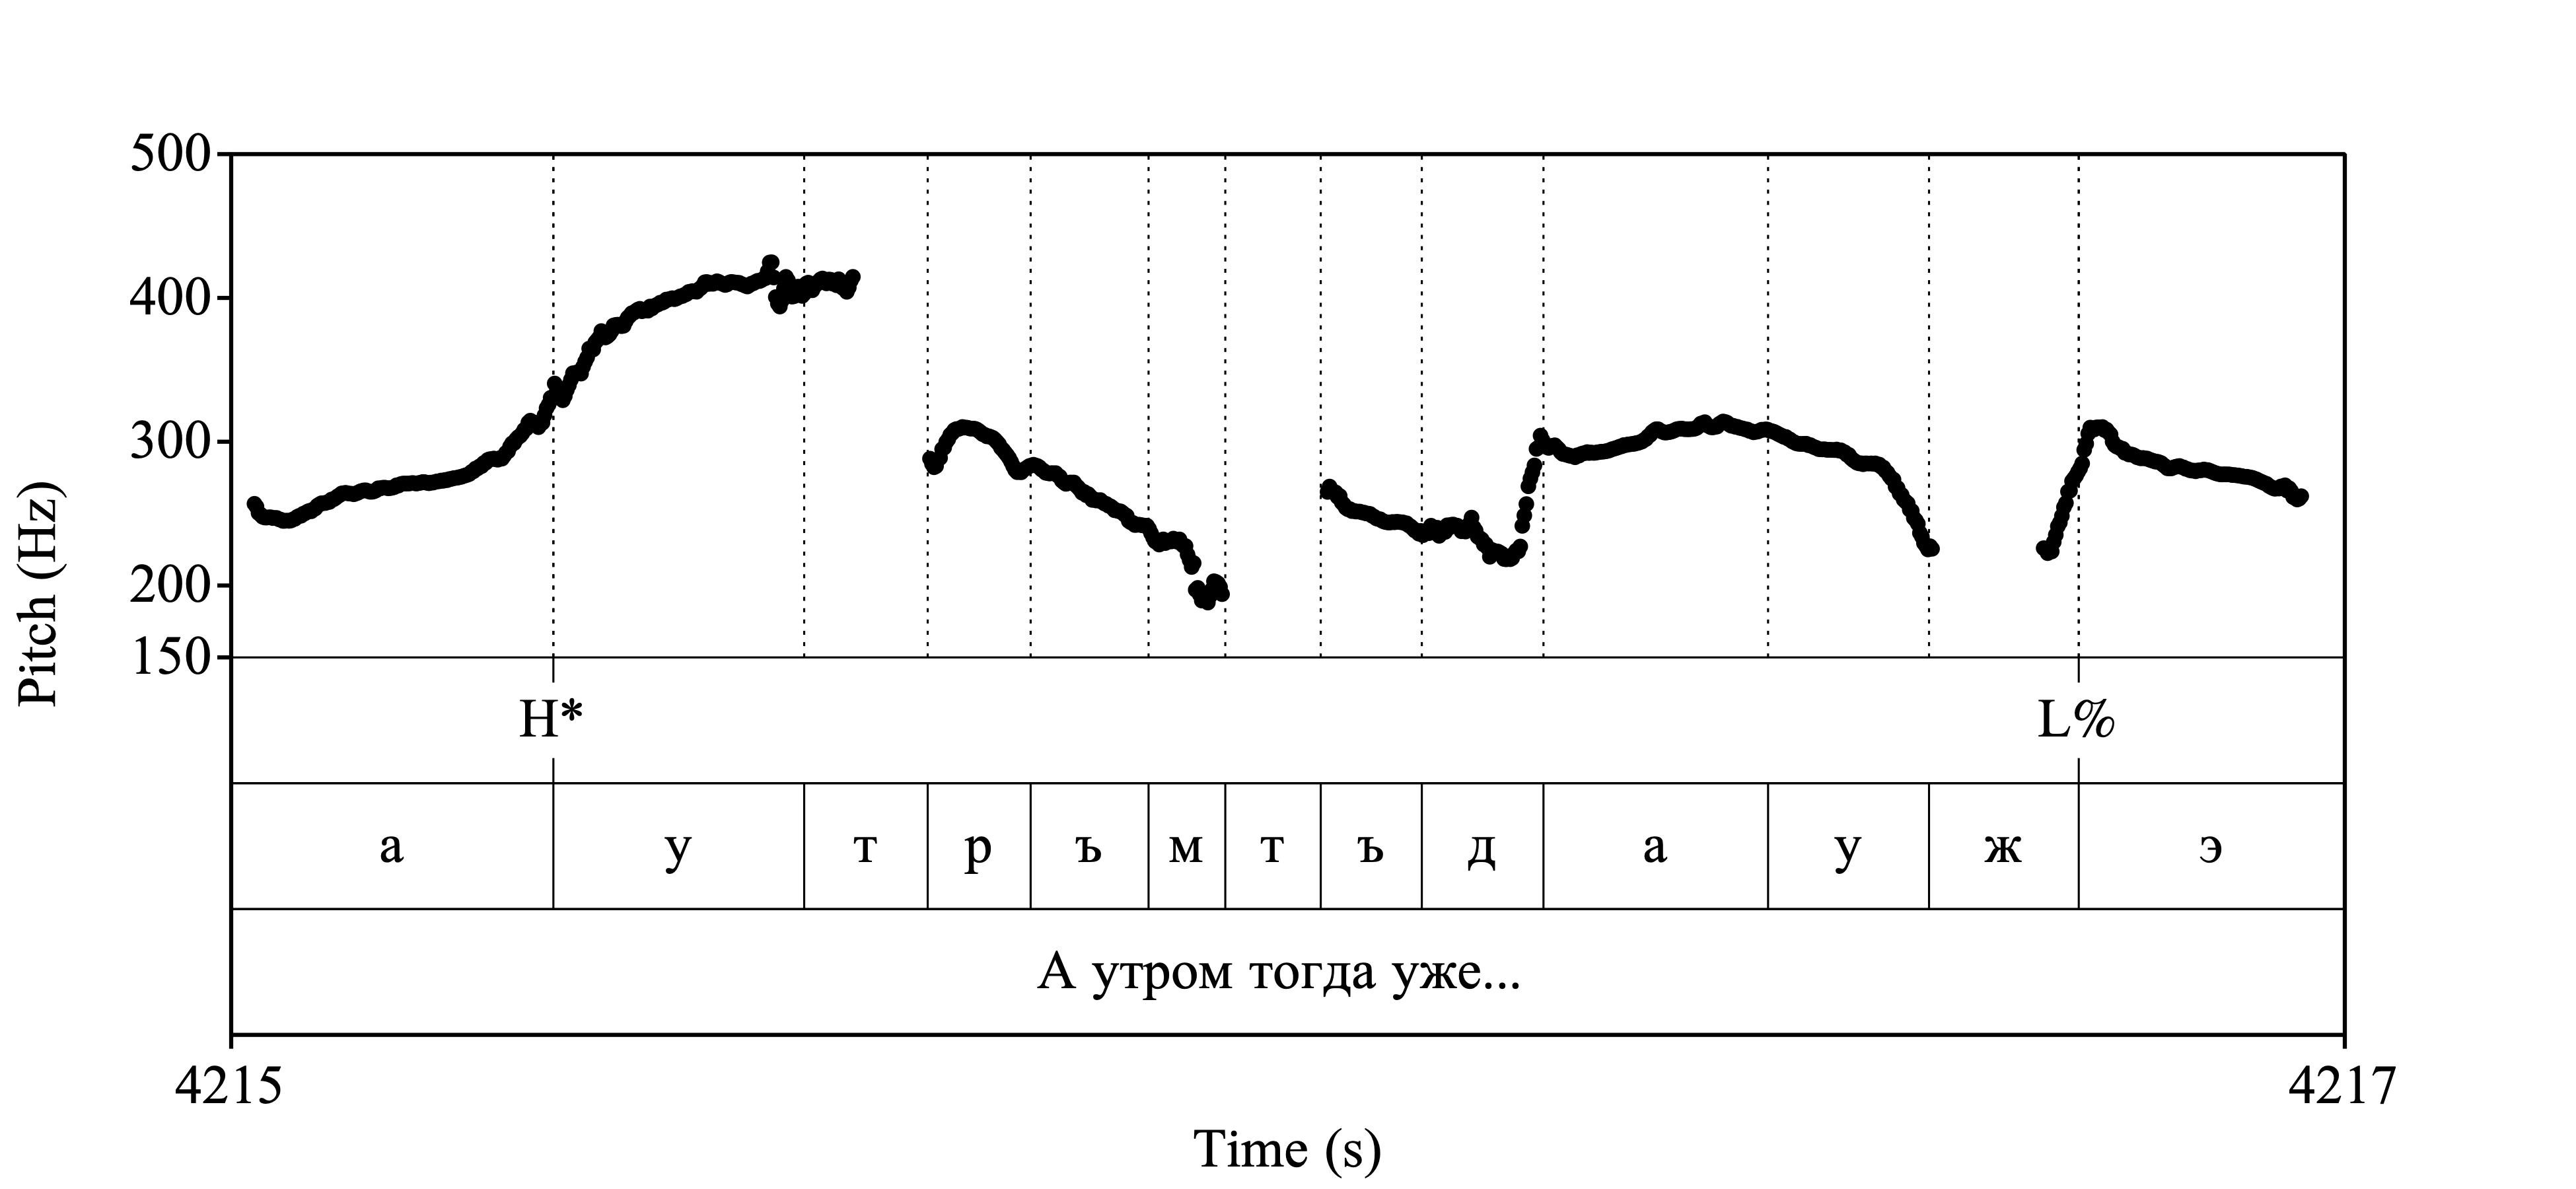 500
400
300
200
150
Pitch (Hz)
H* L%
а у т р ъ м т ъ д а у ж э
А утром тогда уже...
4215 4217
Time (s)